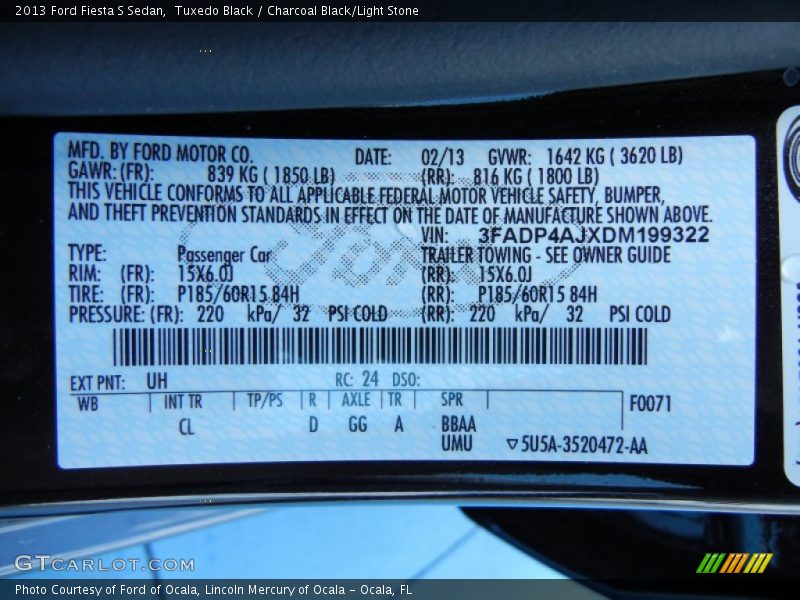 2013 Ford Fiesta S Sedan,  Tuxedo Black / Charcoal Black/Light Stone
MFD. BY FORD MOTOR CO. DATE: 02/13 GVWR: 1642 KG ( 3620 LB)
GAWR: (FR): 839 KG ( 1850 LB) (RR): 816 KG ( 1800 LB)
THIS VEHICLE CONFORMS TO ALL APPLICABLE FEDERAL MOTOR VEHICLE SAFETY, BUMPER,
AND THEFT PREVENTION STANDARDS IN EFFECT ON THE DATE OF MANUFACTURE SHOWN ABOVE.
VIN: 3FADP4AJXDM199322
TYPE: Passenger Car TRAILER TOWING - SEE OWNER GUIDE
RIM: (FR): 15X6.0J (RR): 15X6.0J
TIRE: (FR): P185/60R15 84H (RR): P185/60R15 84H
PRESSURE: (FR): 220 kPa/ 32 PSI COLD (RR): 220 kPa/ 32 PSI COLD
EXT PNT: UH RC: 24 DSO:
WB INT TR TP/PS R AXLE TR SPR F0071
CL D GG A BBAA
UMU ▽5U5A-3520472-AA
GTCARLOT.COM
Photo Courtesy of Ford of Ocala, Lincoln Mercury of Ocala - Ocala, FL